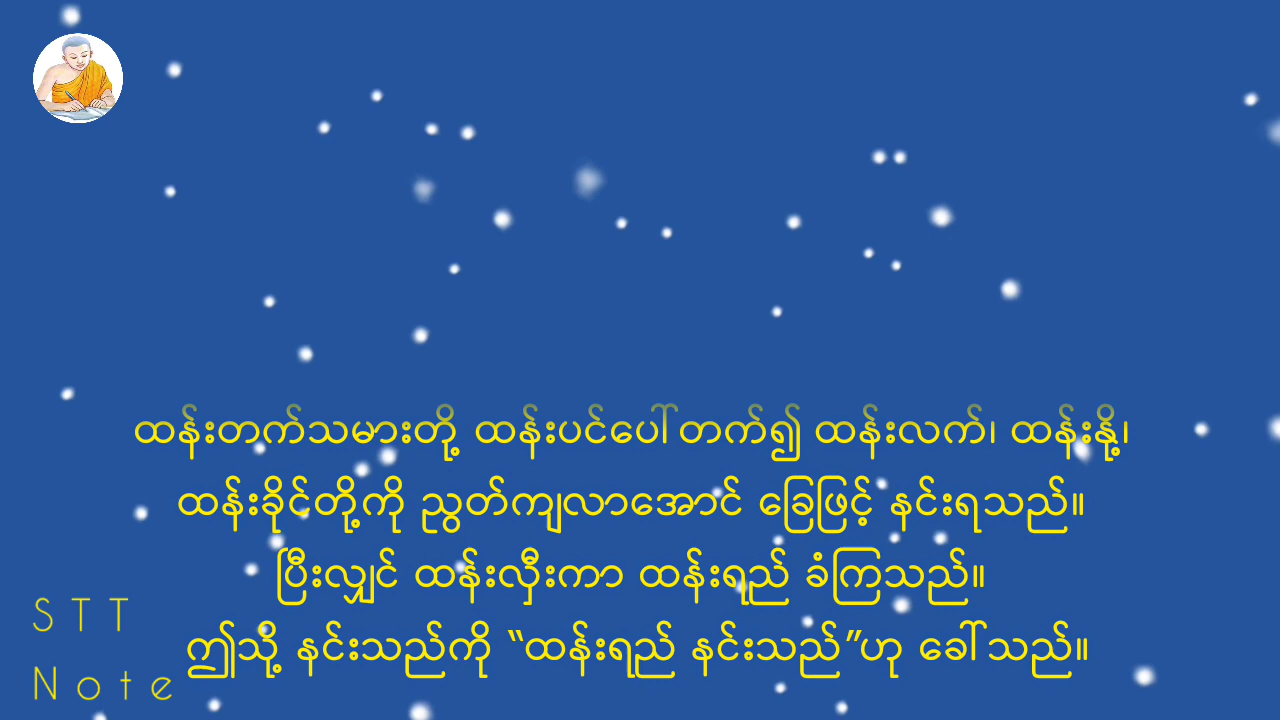 ထန်းတက်သမားတို့ ထန်းပင်ပေါ်တက်၍ ထန်းလက်၊ ထန်းနို့၊
ထန်းခိုင်တို့ကို ညွတ်ကျလာအောင် ခြေဖြင့် နင်းရသည်။
ပြီးလျှင် ထန်းလှီးကာ ထန်းရည် ခံကြသည်။
ဤသို့ နင်းသည်ကို “ထန်းရည် နင်းသည်”ဟု ခေါ်သည်။
STT
Note